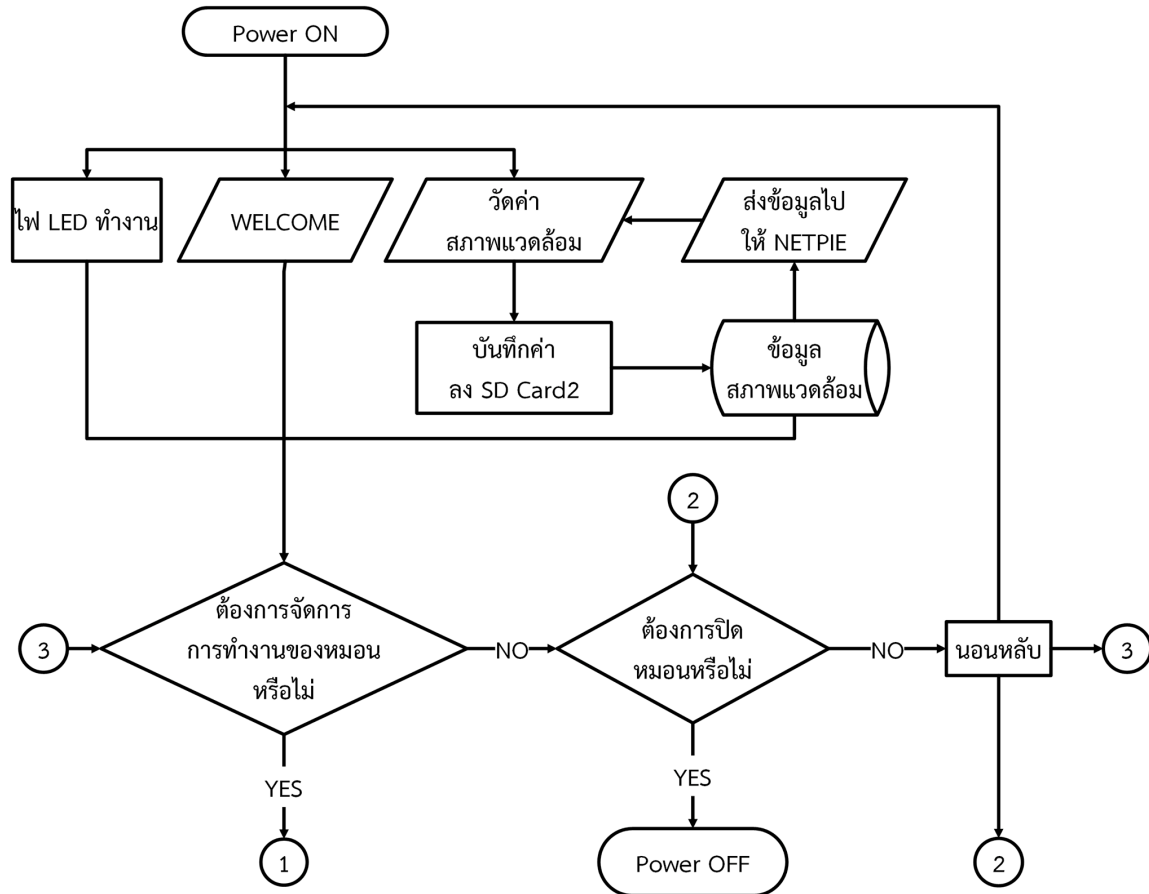 Power ON
ไฟ LED ทำงาน
WELCOME
วัดค่า
สภาพแวดล้อม
ส่งข้อมูลไป
ให้ NETPIE
บันทึกค่า
ลง SD Card2
ข้อมูล
สภาพแวดล้อม
2
3
ต้องการจัดการ
การทำงานของหมอน
หรือไม่
NO
ต้องการปิด
หมอนหรือไม่
NO
นอนหลับ
3
YES
YES
1
Power OFF
2